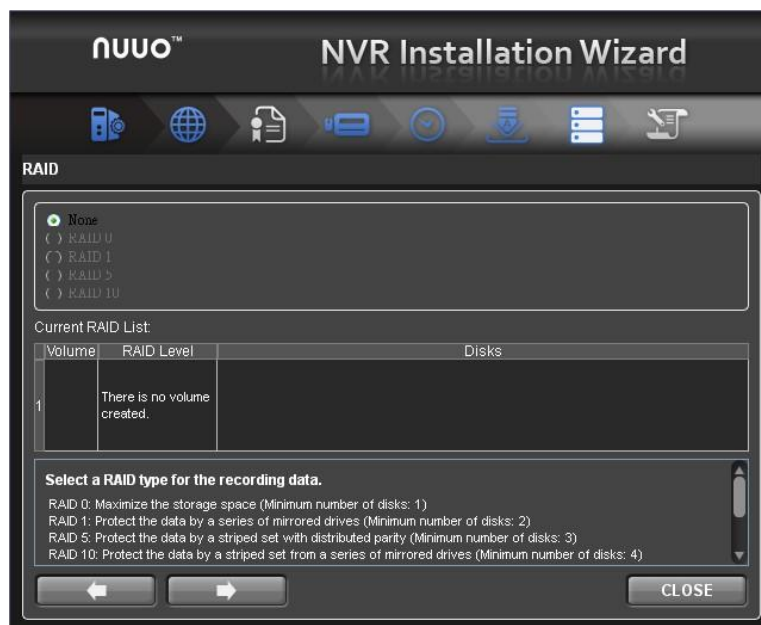 nuuo™
NVR Installation Wizard
RAID
None
RAID 0
RAID 1
RAID 5
RAID 10
Current RAID List:
Volume RAID Level Disks
1 There is no volume
created.
Select a RAID type for the recording data.
RAID 0: Maximize the storage space (Minimum number of disks: 1)
RAID 1: Protect the data by a series of mirrored drives (Minimum number of disks: 2)
RAID 5: Protect the data by a striped set with distributed parity (Minimum number of disks: 3)
RAID 10: Protect the data by a striped set from a series of mirrored drives (Minimum number of disks: 4)
CLOSE